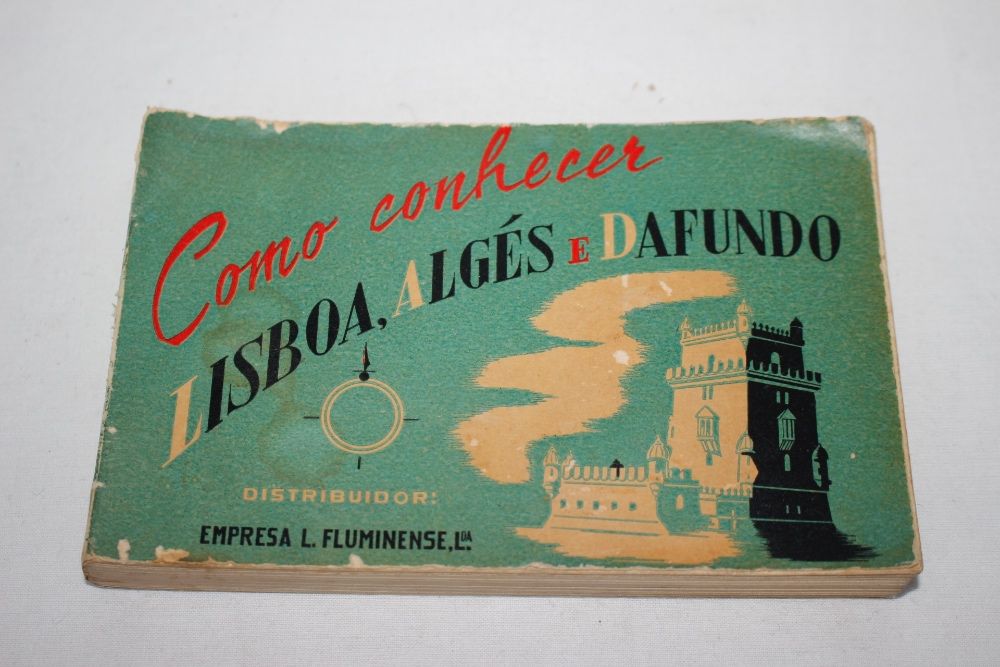 Como conhecer
LISBOA, ALGÉS E DAFUNDO
DISTRIBUIDOR:
EMPRESA L. FLUMINENSE, LDA.